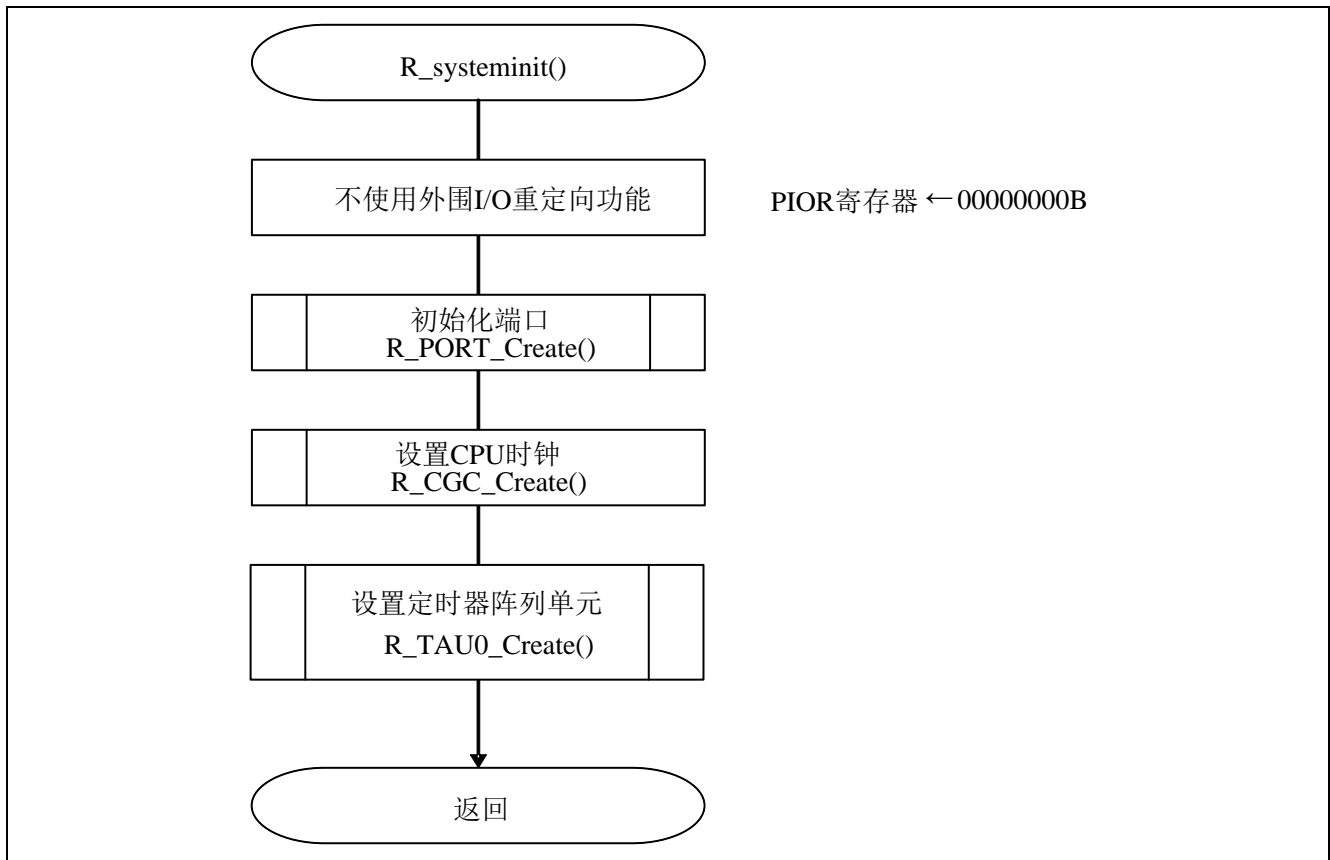 R_systeminit()
不使用外围I/O重定向功能
PIOR寄存器 ←00000000B
初始化端口
R_PORT_Create()
设置CPU时钟
R_CGC_Create()
设置定时器阵列单元
R_TAU0_Create()
返回